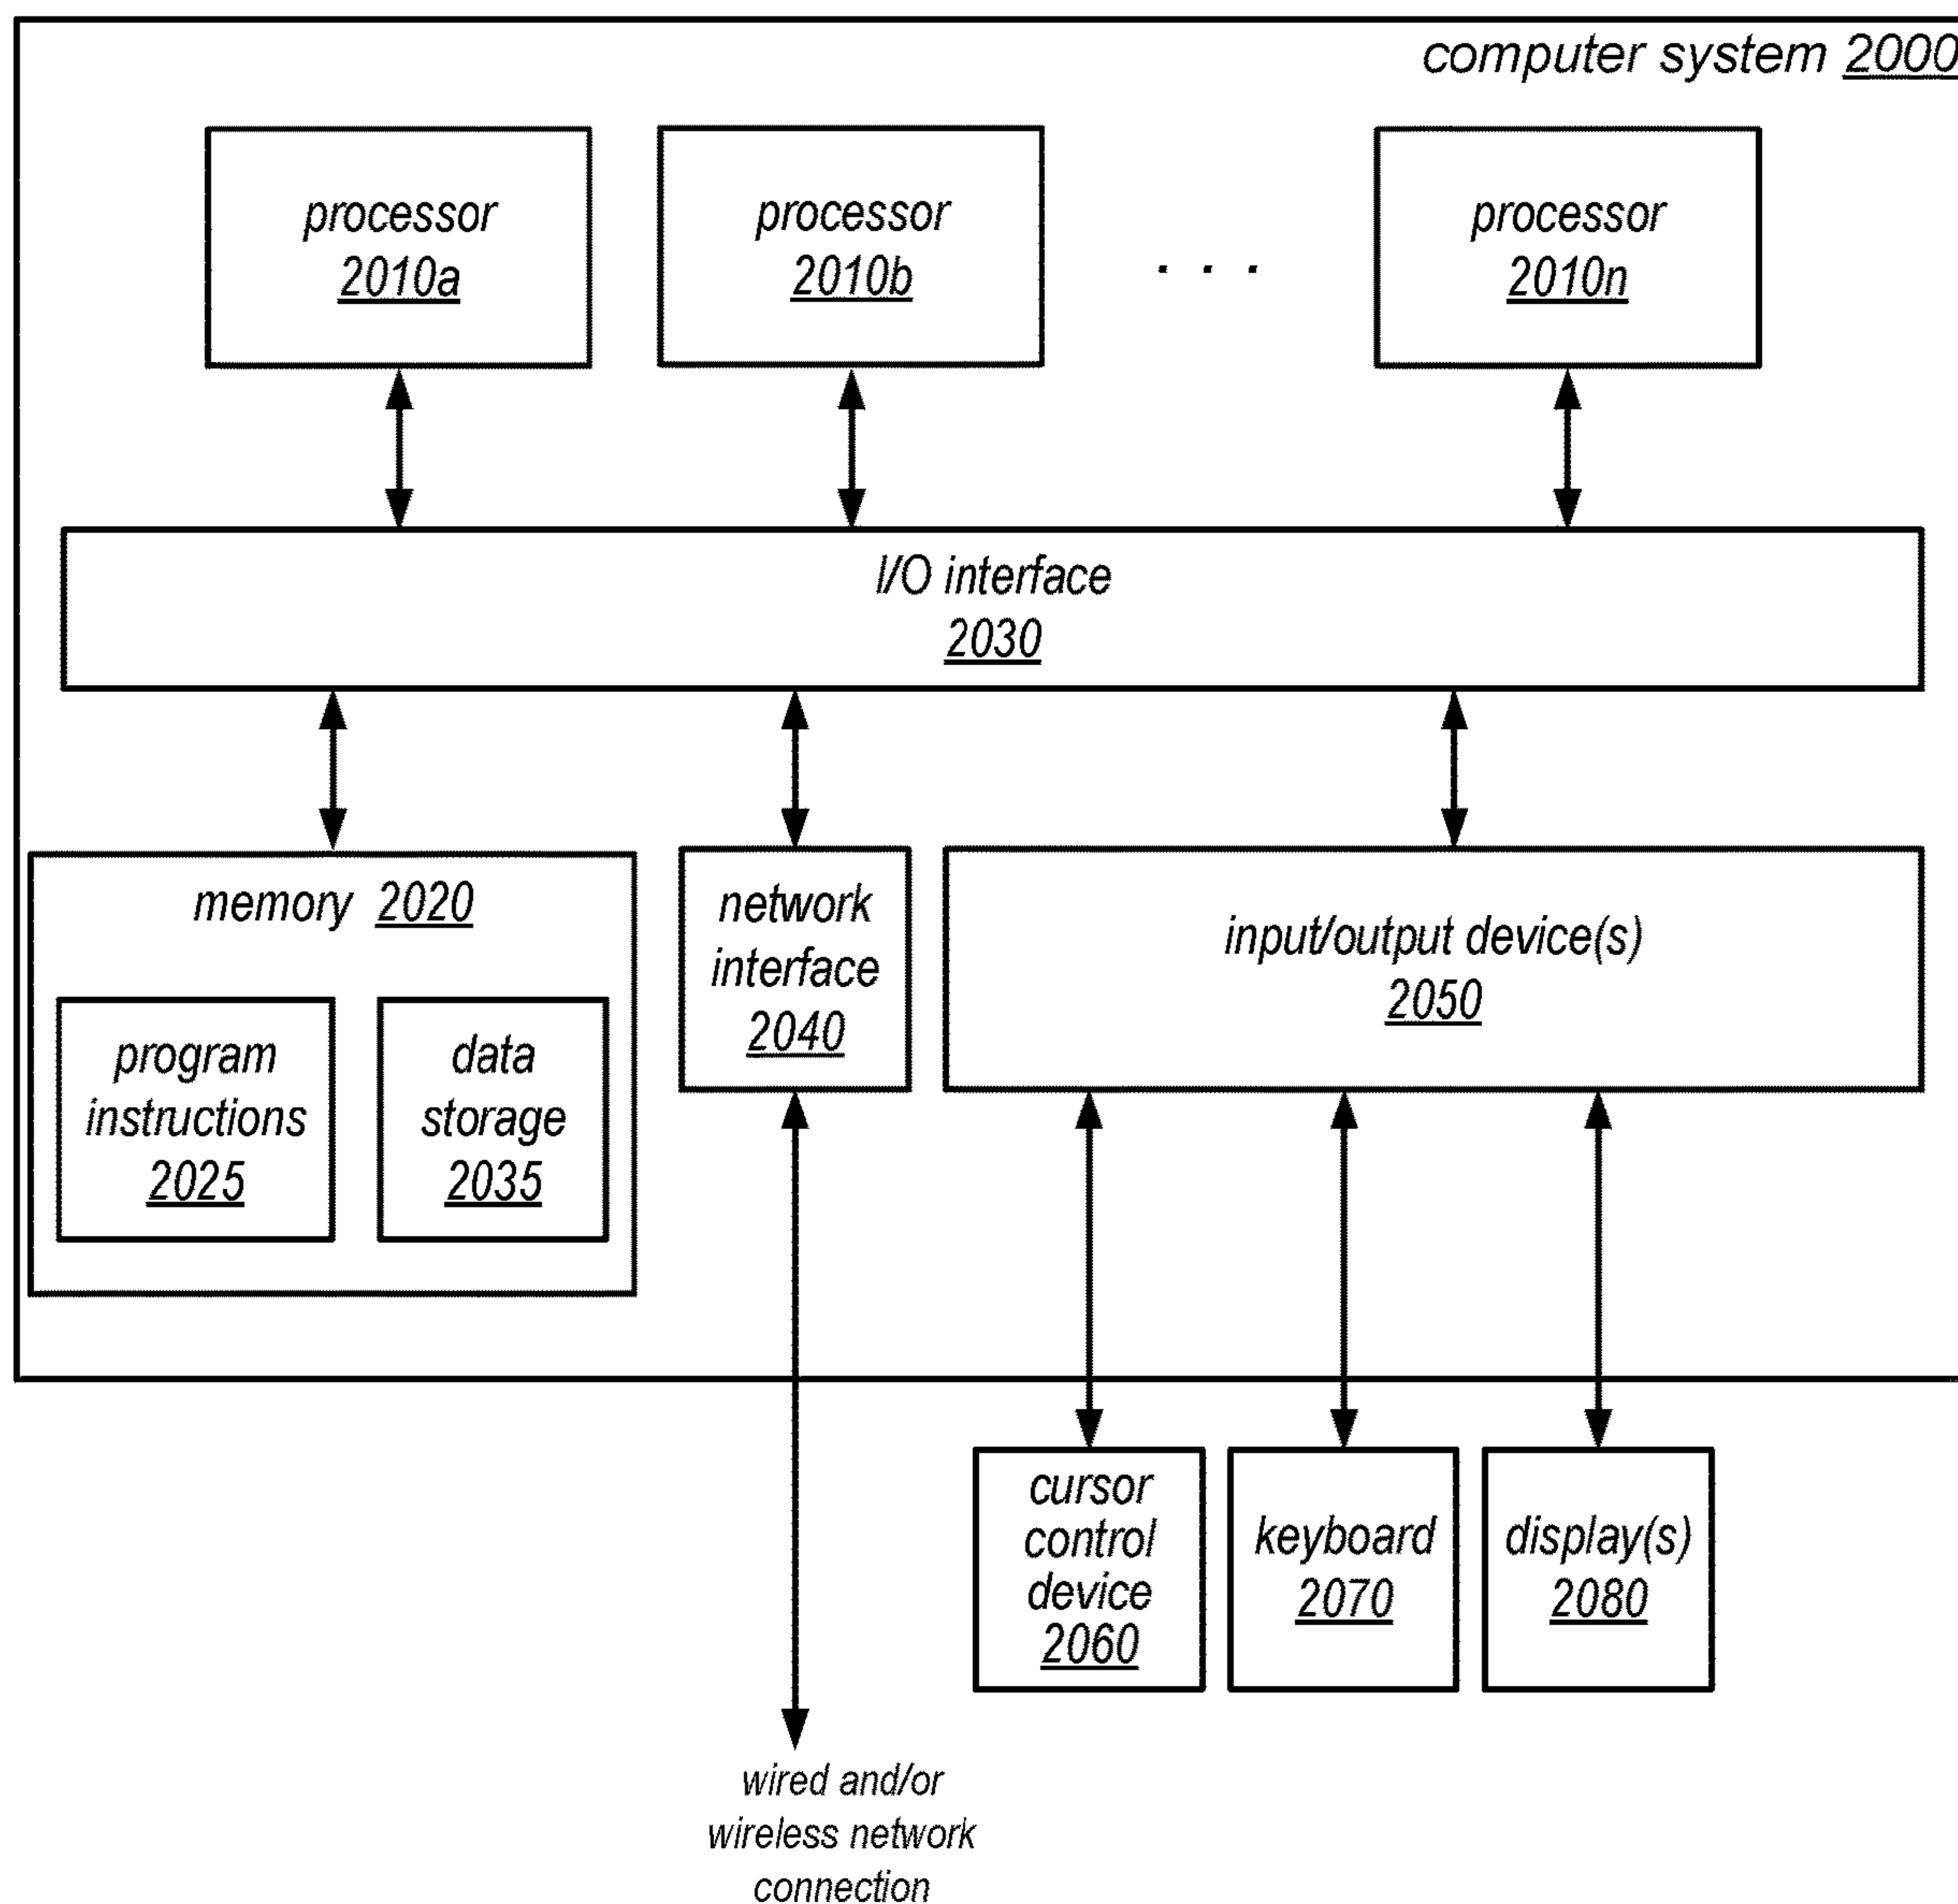 computer system 2000
processor
2010a
processor
2010b
. . .
processor
2010n
I/O interface
2030
memory 2020
program
instructions
2025
data
storage
2035
network
interface
2040
input/output device(s)
2050
cursor
control
device
2060
keyboard
2070
display(s)
2080
wired and/or
wireless network
connection